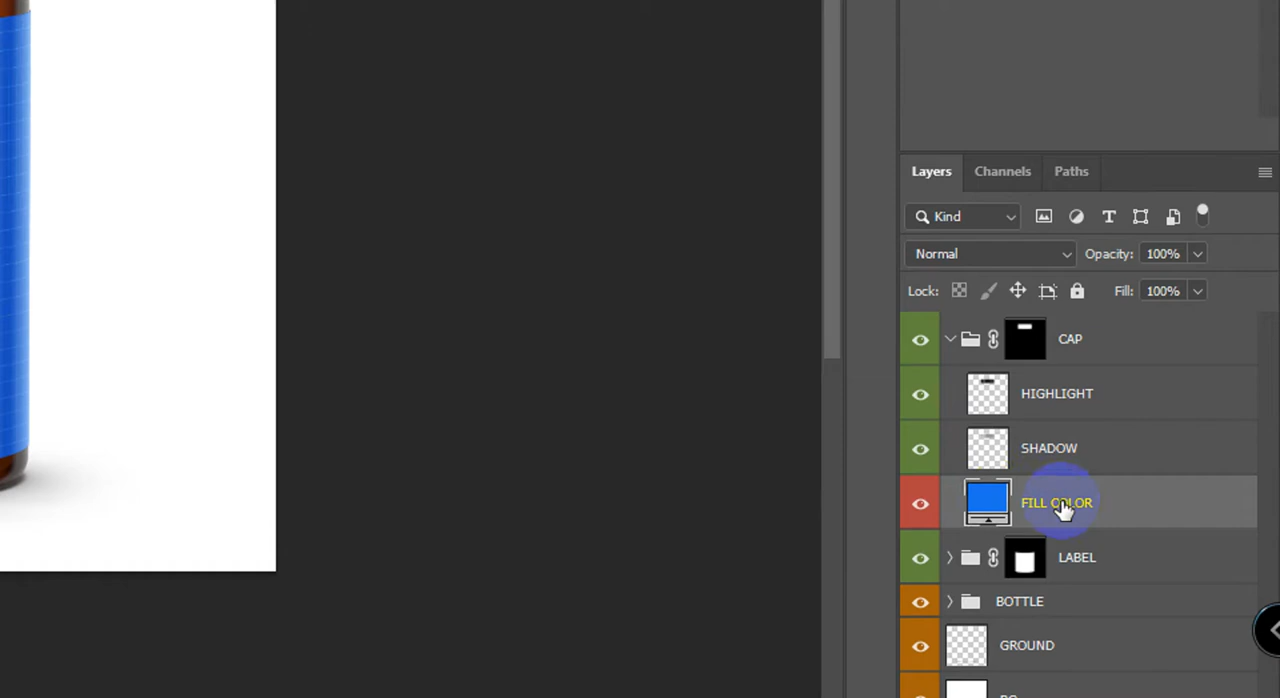 Layers Channels Paths
Kind
Normal Opacity: 100%
Lock: Fill: 100%
CAP
HIGHLIGHT
SHADOW
FILL COLOR
LABEL
BOTTLE
GROUND